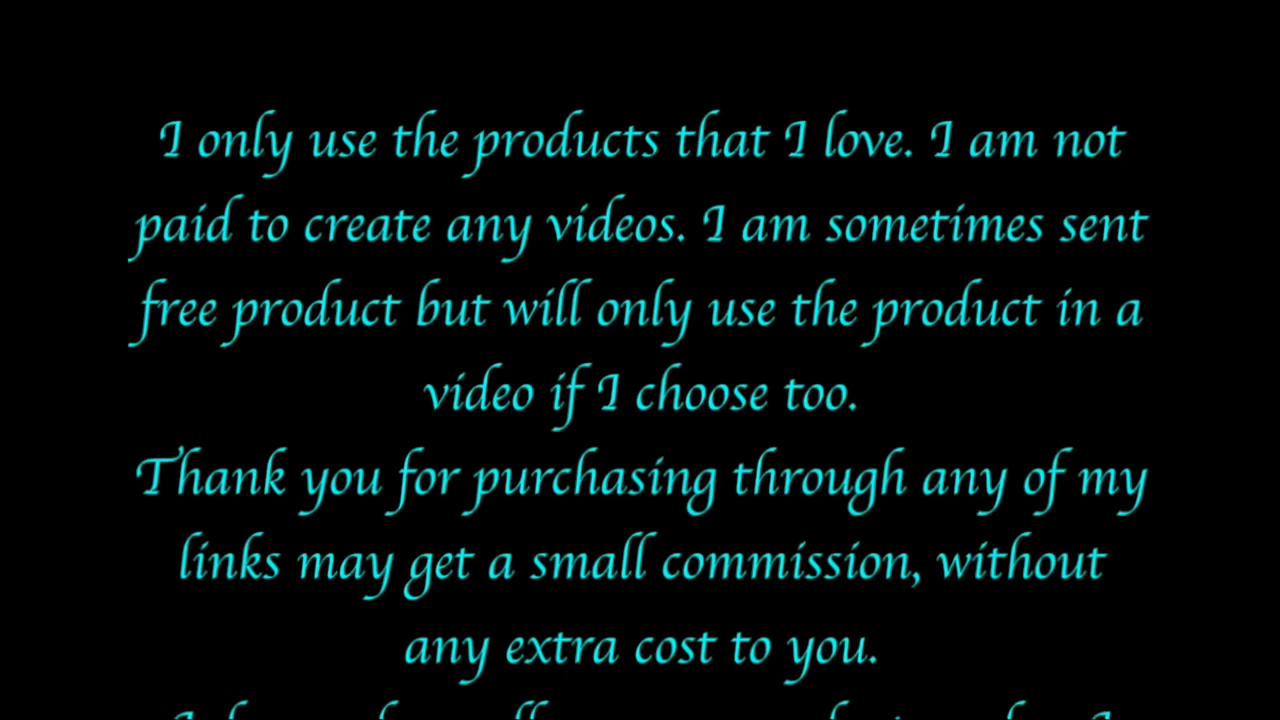 I only use the products that I love. I am not
paid to create any videos. I am sometimes sent
free product but will only use the product in a
video if I choose too.
Thank you for purchasing through any of my
links may get a small commission, without
any extra cost to you.